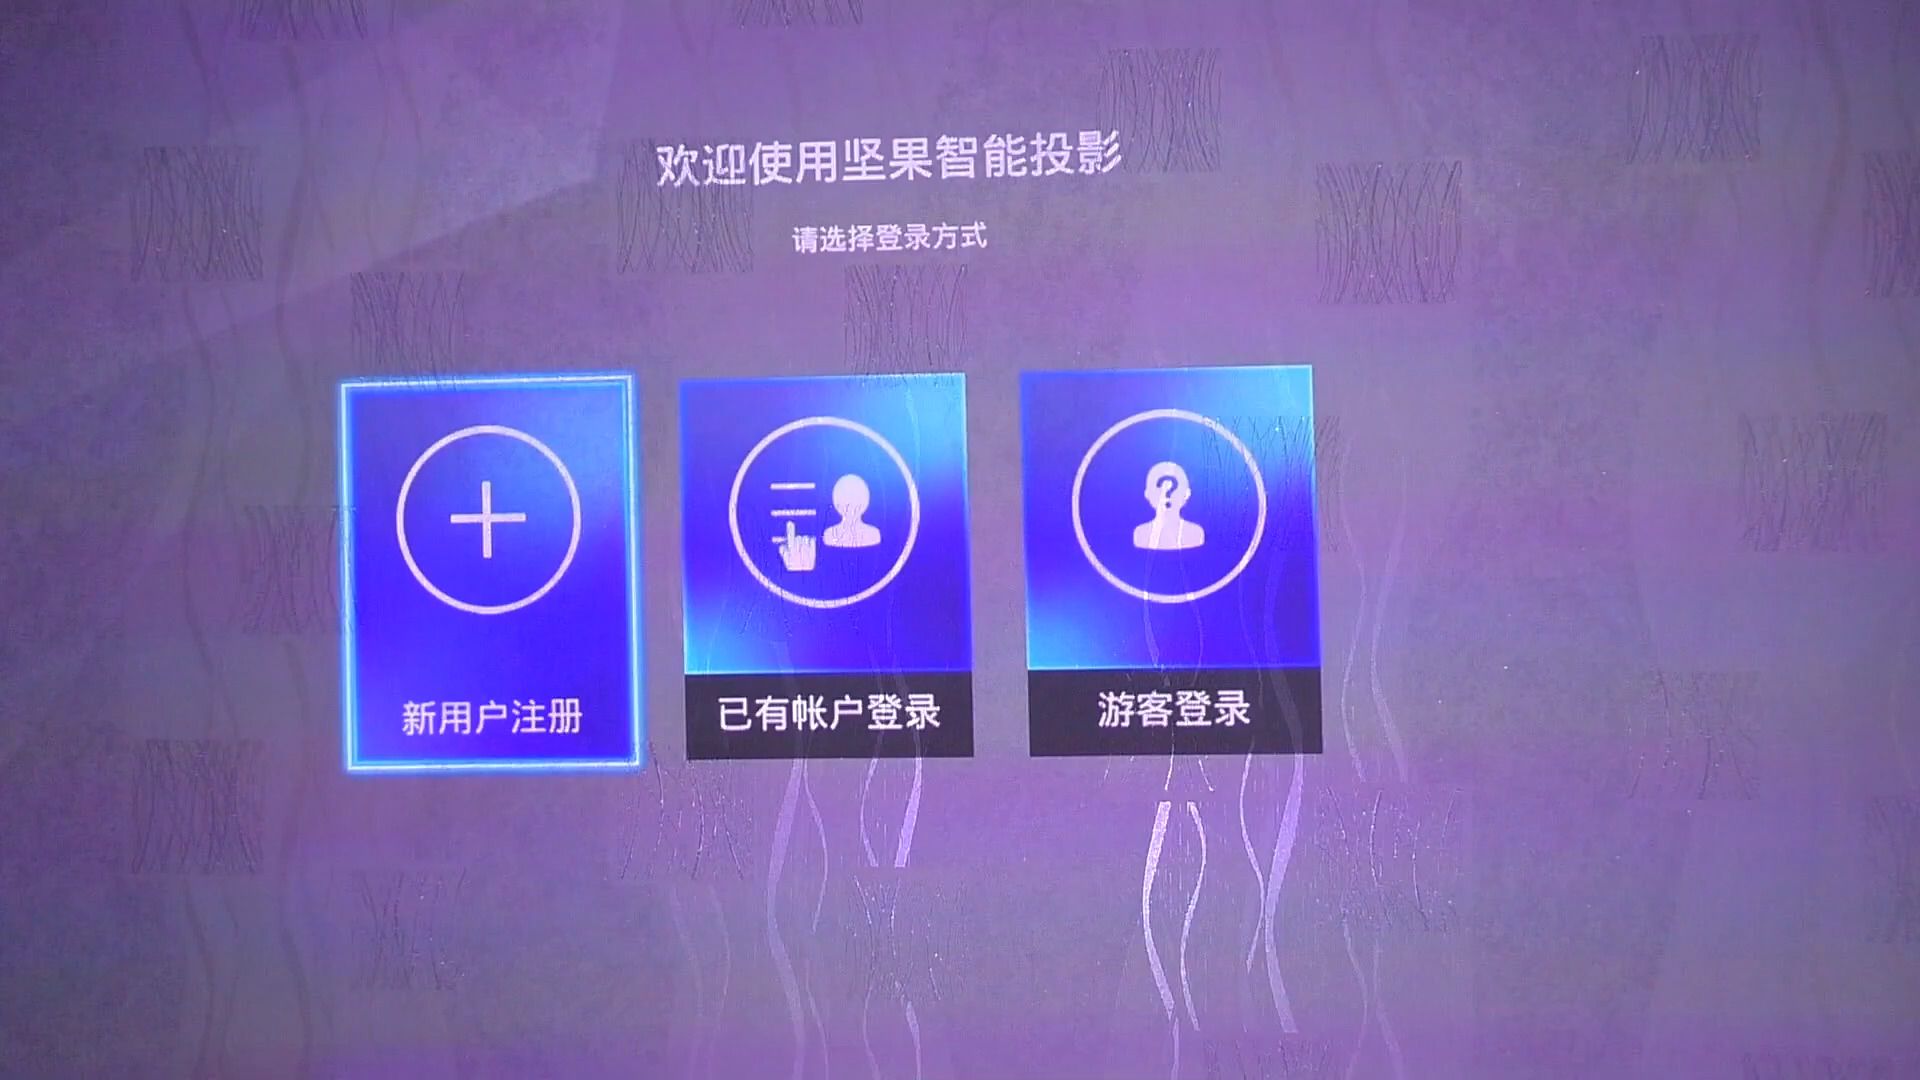 欢迎使用坚果智能投影
请选择登录方式
新用户注册
已有帐户登录
游客登录